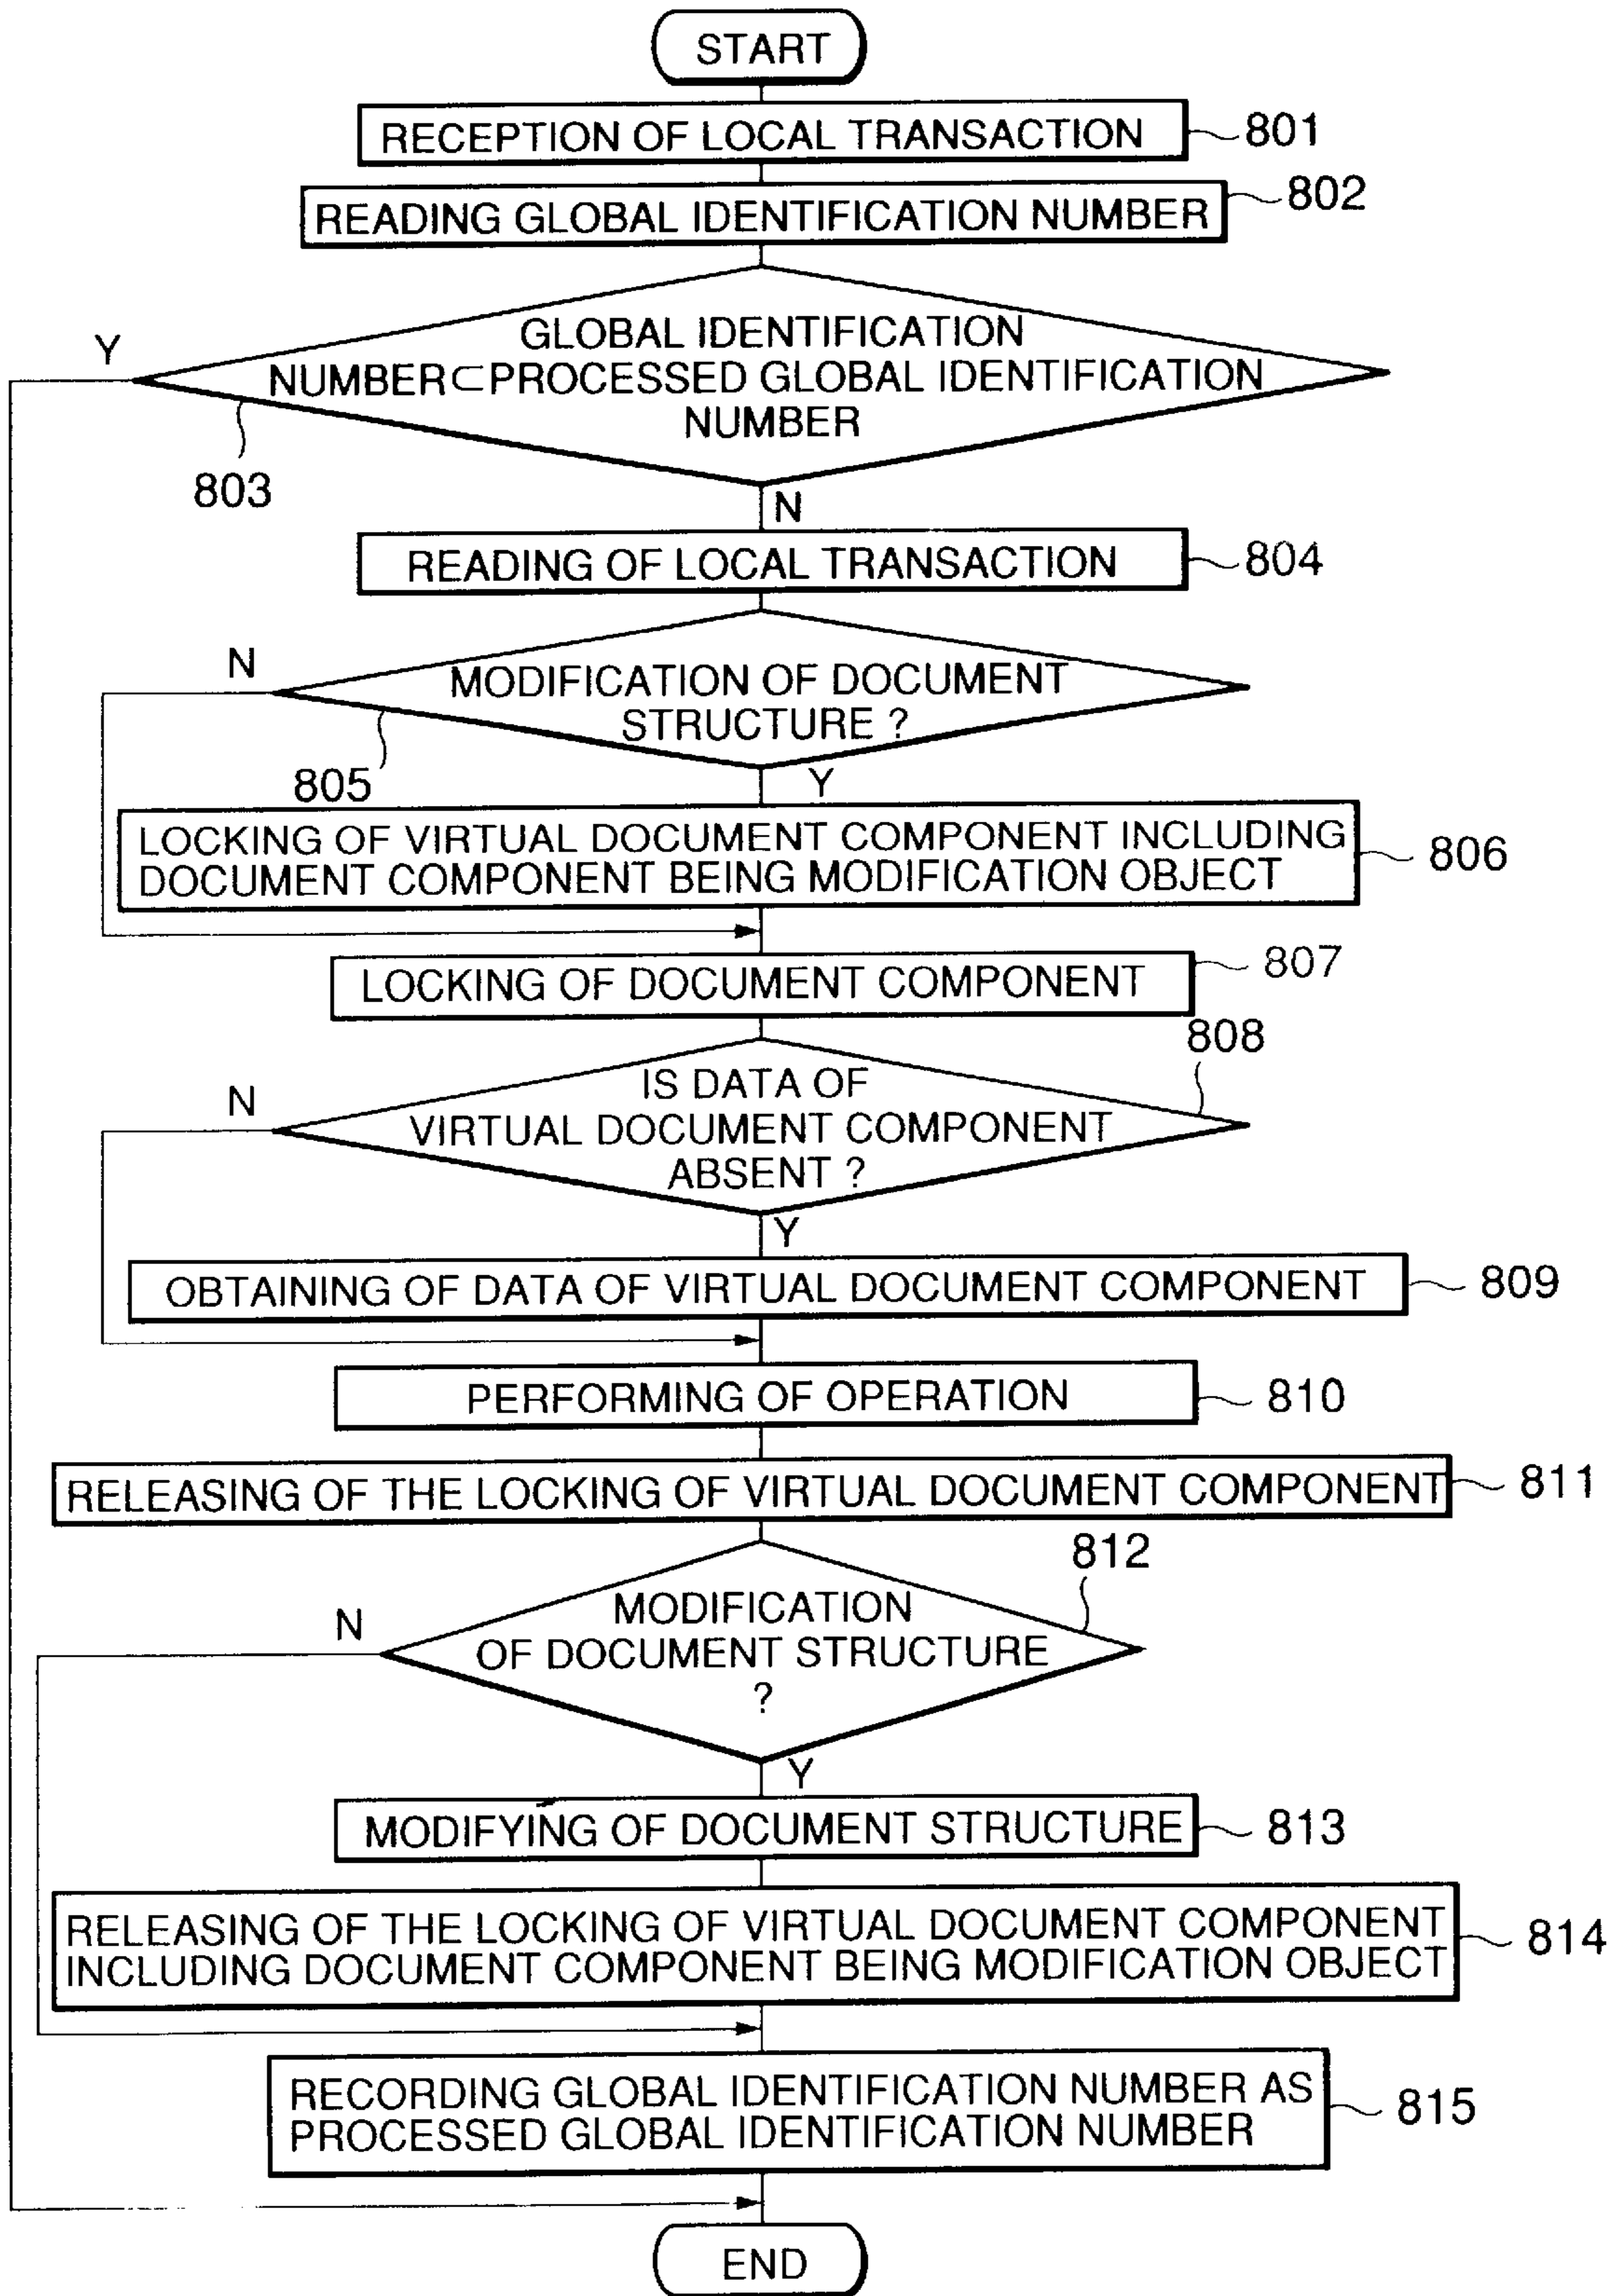 START
RECEPTION OF LOCAL TRANSACTION
801
READING GLOBAL IDENTIFICATION NUMBER
802
Y
GLOBAL IDENTIFICATION
NUMBER⊂PROCESSED GLOBAL IDENTIFICATION
NUMBER
803
N
READING OF LOCAL TRANSACTION
804
N
MODIFICATION OF DOCUMENT
STRUCTURE ?
805
Y
LOCKING OF VIRTUAL DOCUMENT COMPONENT INCLUDING
DOCUMENT COMPONENT BEING MODIFICATION OBJECT
806
LOCKING OF DOCUMENT COMPONENT
807
808
N
IS DATA OF
VIRTUAL DOCUMENT COMPONENT
ABSENT ?
Y
OBTAINING OF DATA OF VIRTUAL DOCUMENT COMPONENT
809
PERFORMING OF OPERATION
810
RELEASING OF THE LOCKING OF VIRTUAL DOCUMENT COMPONENT
811
812
N
MODIFICATION
OF DOCUMENT STRUCTURE
?
Y
MODIFYING OF DOCUMENT STRUCTURE
813
RELEASING OF THE LOCKING OF VIRTUAL DOCUMENT COMPONENT
INCLUDING DOCUMENT COMPONENT BEING MODIFICATION OBJECT
814
RECORDING GLOBAL IDENTIFICATION NUMBER AS
PROCESSED GLOBAL IDENTIFICATION NUMBER
815
END